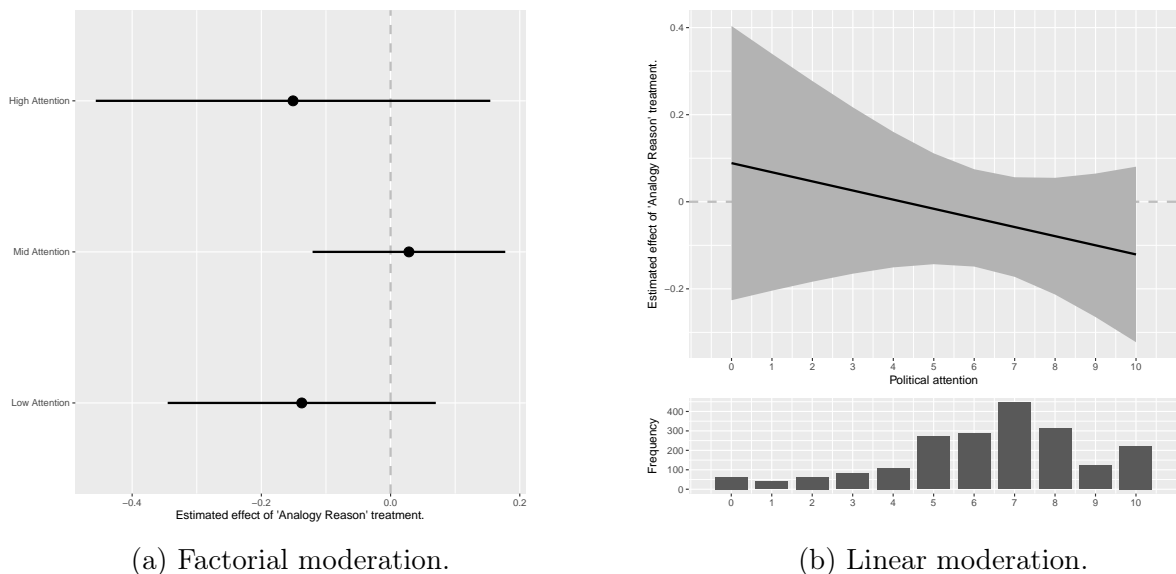 High Attention
Mid Attention
Low Attention
−0.4 −0.2 0.0 0.2
Estimated effect of 'Analogy Reason' treatment.
(a) Factorial moderation.
Estimated effect of 'Analogy Reason' treatment.
0.4
0.2
0
−0.2
0 1 2 3 4 5 6 7 8 9 10
Political attention
Frequency
400
300
200
100
0
0 1 2 3 4 5 6 7 8 9 10
(b) Linear moderation.